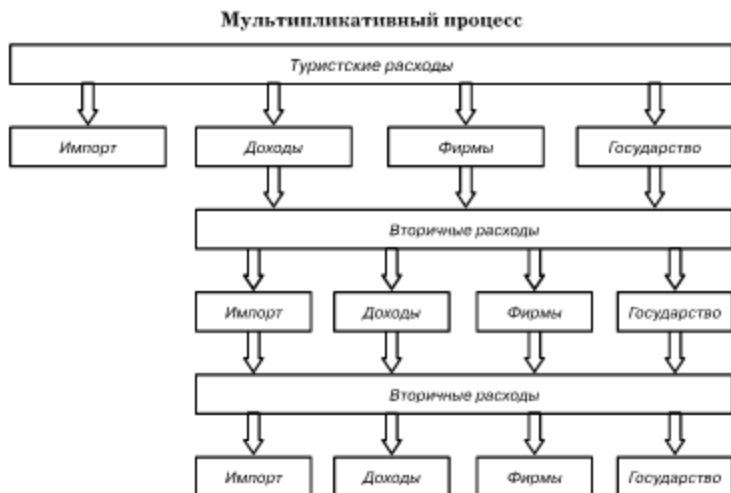 Мультипликативный процесс
Туристские расходы
Импорт Доходы Фирмы Государство
Вторичные расходы
Импорт Доходы Фирмы Государство
Вторичные расходы
Импорт Доходы Фирмы Государство